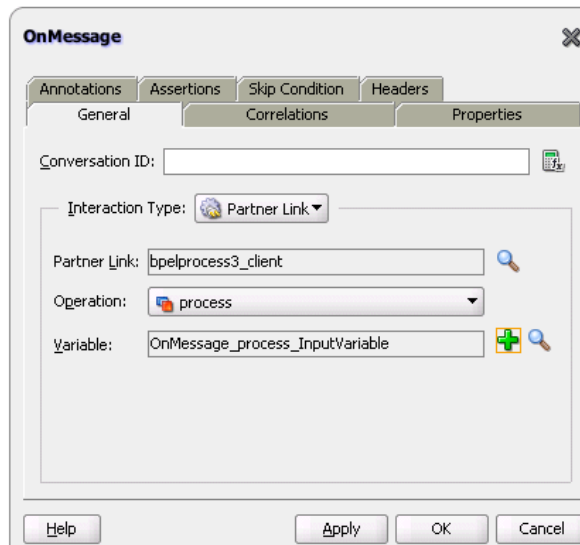 OnMessage
Annotations Assertions Skip Condition Headers
General Correlations Properties
Conversation ID:
Interaction Type: Partner Link
Partner Link: bpelprocess3_client
Operation: process
Variable: OnMessage_process_InputVariable
Help Apply OK Cancel